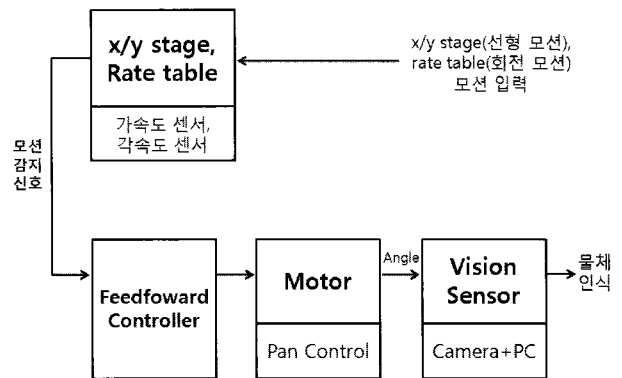 x/y stage,
Rate table
가속도 센서,
각속도 센서
x/y stage(선형 모션),
rate table(회전 모션)
모션 입력
모션
감지
신호
Feedfoward
Controller
Motor
Pan Control
Angle
Vision
Sensor
Camera+PC
물체
인식